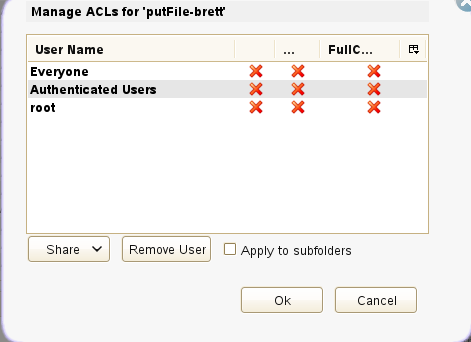 Manage ACLs for 'putFile-brett'
User Name ... FullC...
Everyone
Authenticated Users
root
Share Remove User Apply to subfolders
Ok Cancel